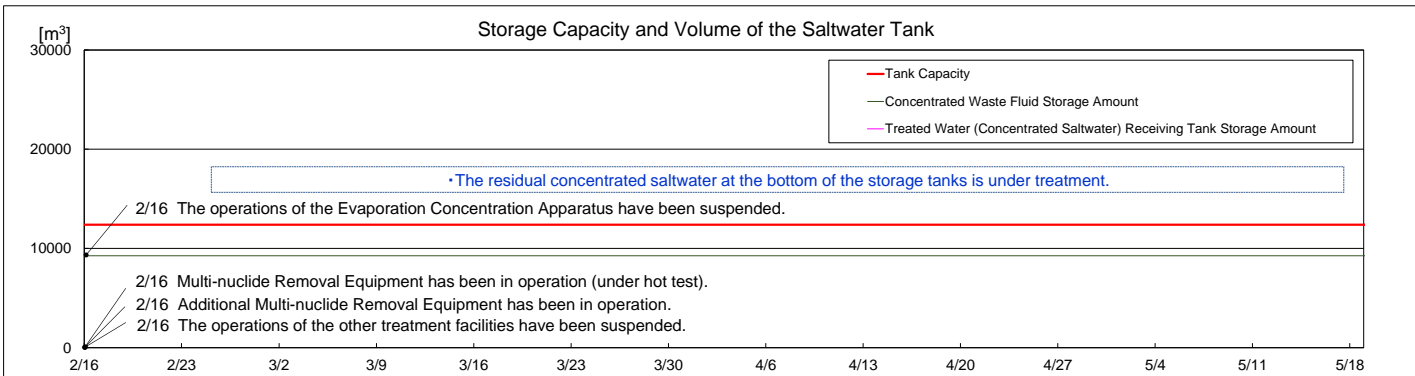 Storage Capacity and Volume of the Saltwater Tank
[m³]
30000
Tank Capacity
Concentrated Waste Fluid Storage Amount
Treated Water (Concentrated Saltwater) Receiving Tank Storage Amount
20000
・The residual concentrated saltwater at the bottom of the storage tanks is under treatment.
2/16 The operations of the Evaporation Concentration Apparatus have been suspended.
10000
2/16 Multi-nuclide Removal Equipment has been in operation (under hot test).
2/16 Additional Multi-nuclide Removal Equipment has been in operation.
2/16 The operations of the other treatment facilities have been suspended.
0
2/16 2/23 3/2 3/9 3/16 3/23 3/30 4/6 4/13 4/20 4/27 5/4 5/11 5/18